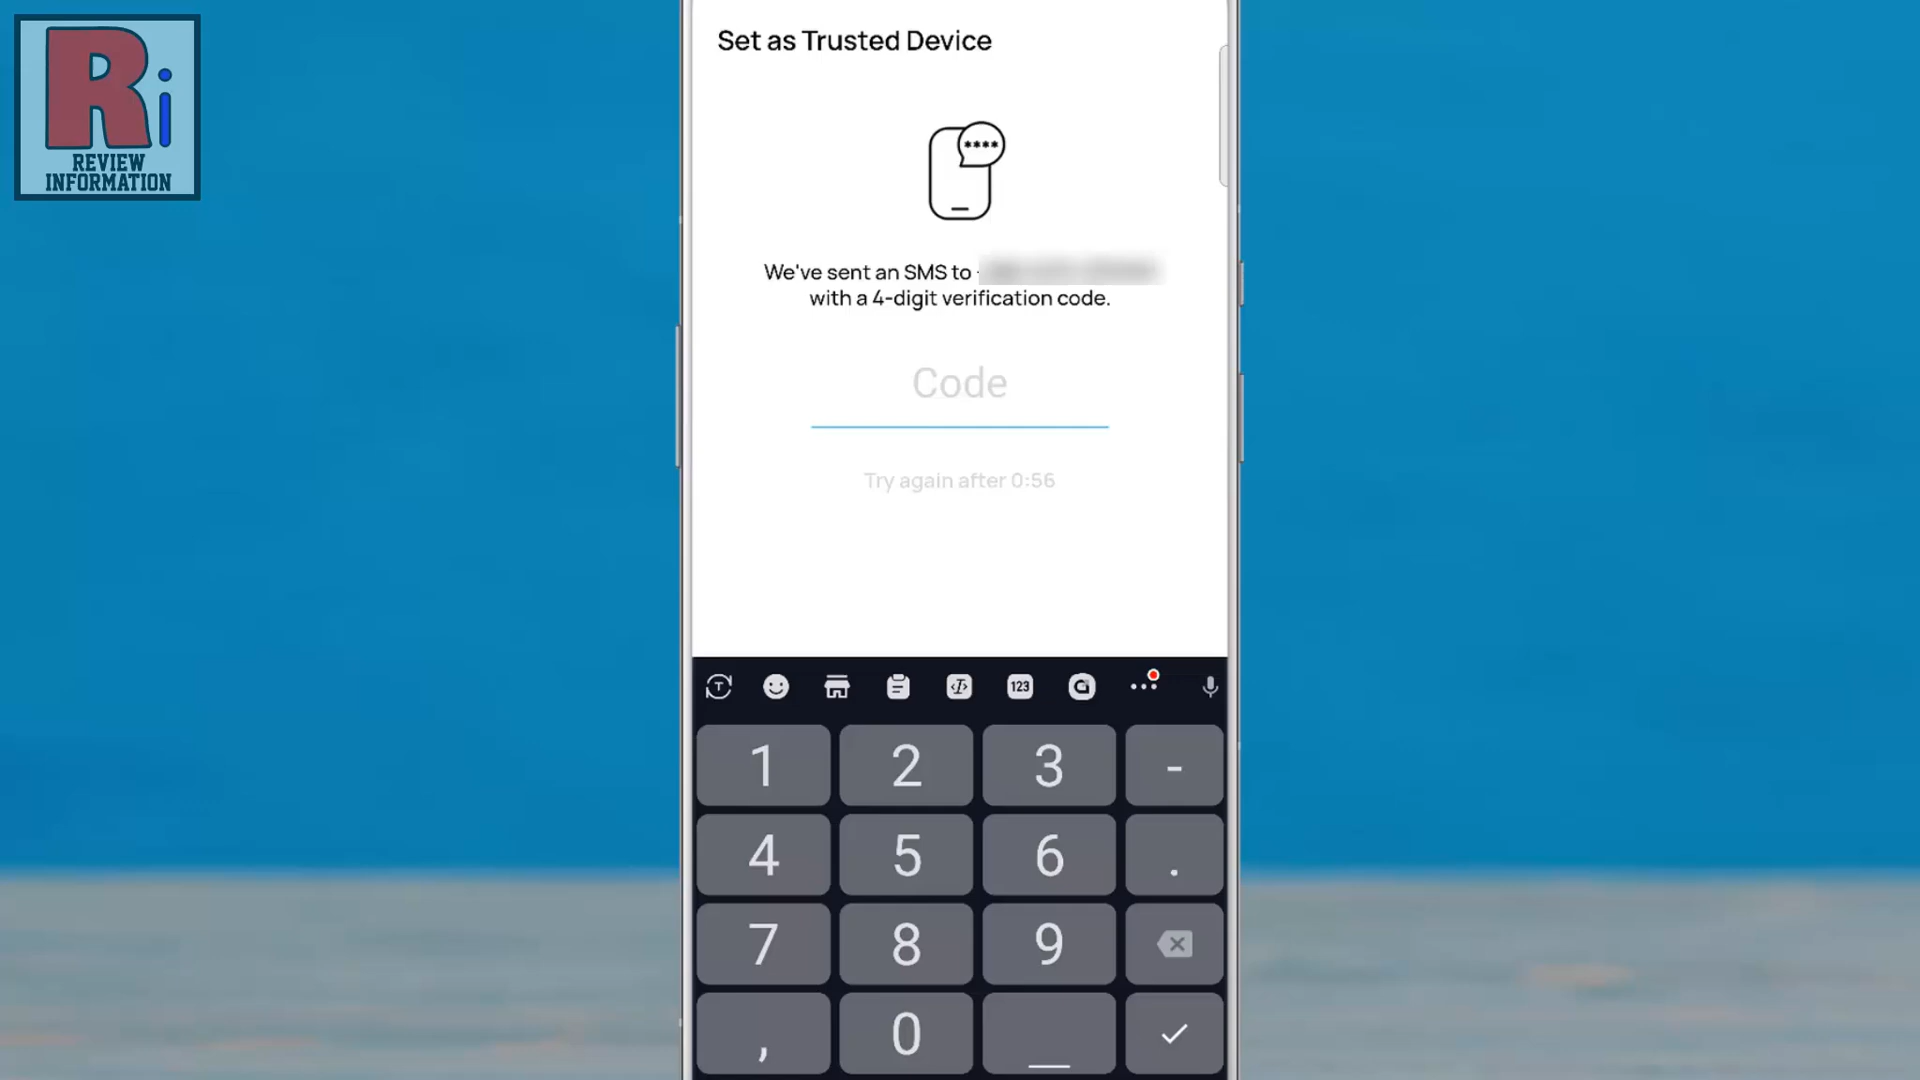 Ri
REVIEW
INFORMATION
Set as Trusted Device
****
We've sent an SMS to
with a 4-digit verification code.
Code
Try again after 0:56
T
123
1 2 3 -
4 5 6 .
7 8 9
, 0